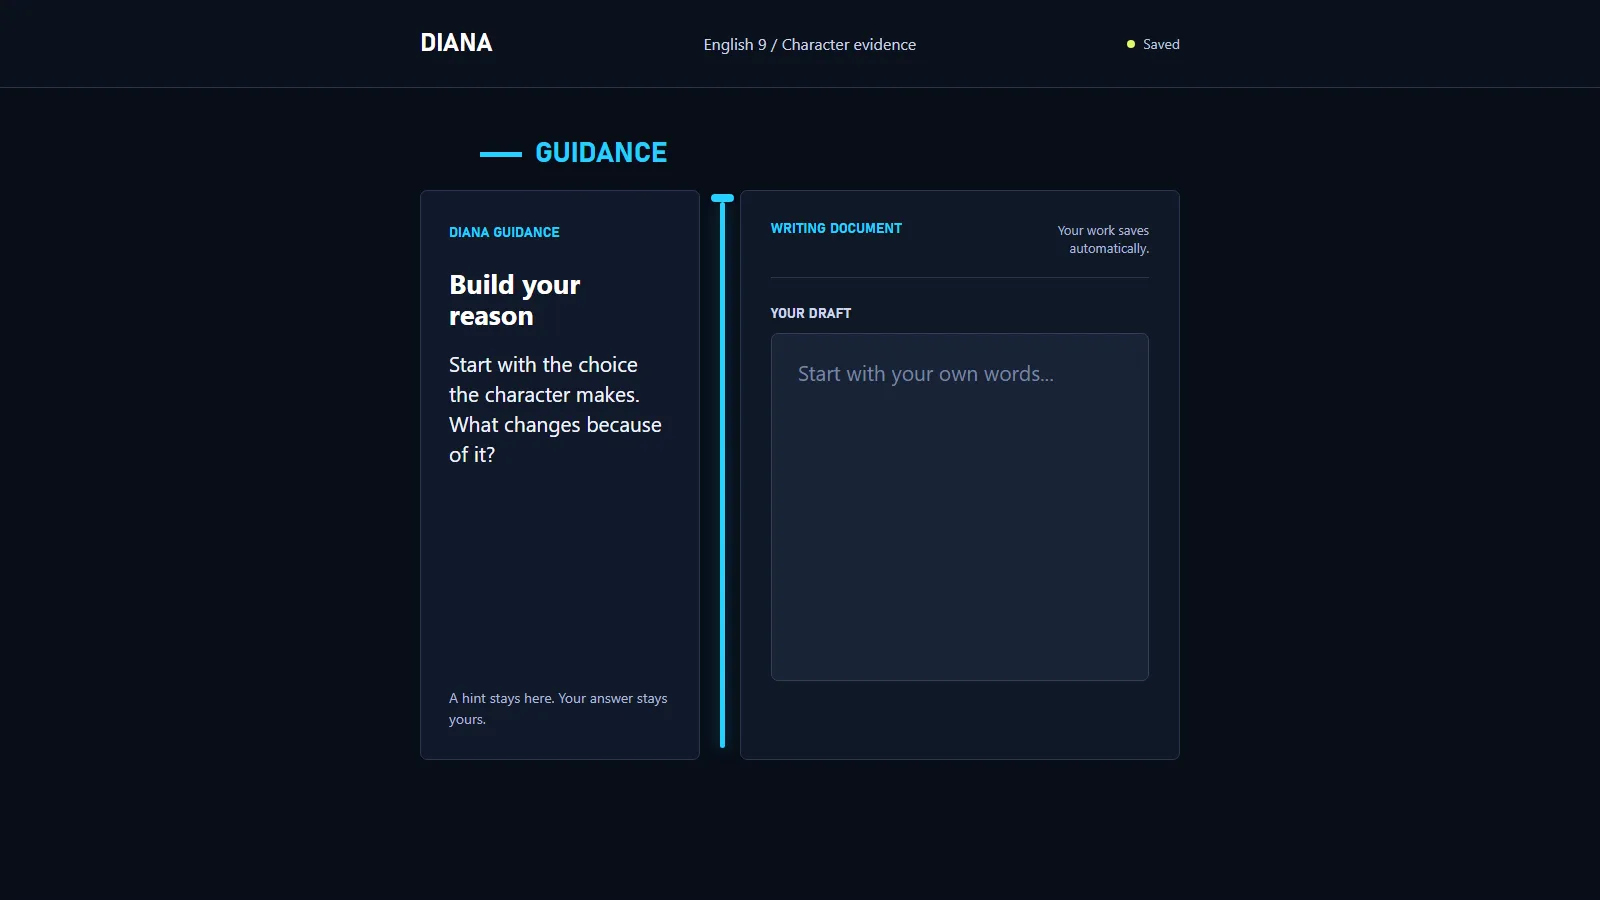 DIANA
English 9 / Character evidence
Saved
GUIDANCE
DIANA GUIDANCE
Build your
reason
Start with the choice
the character makes.
What changes because
of it?
A hint stays here. Your answer stays
yours.
WRITING DOCUMENT
Your work saves
automatically.
YOUR DRAFT
Start with your own words...